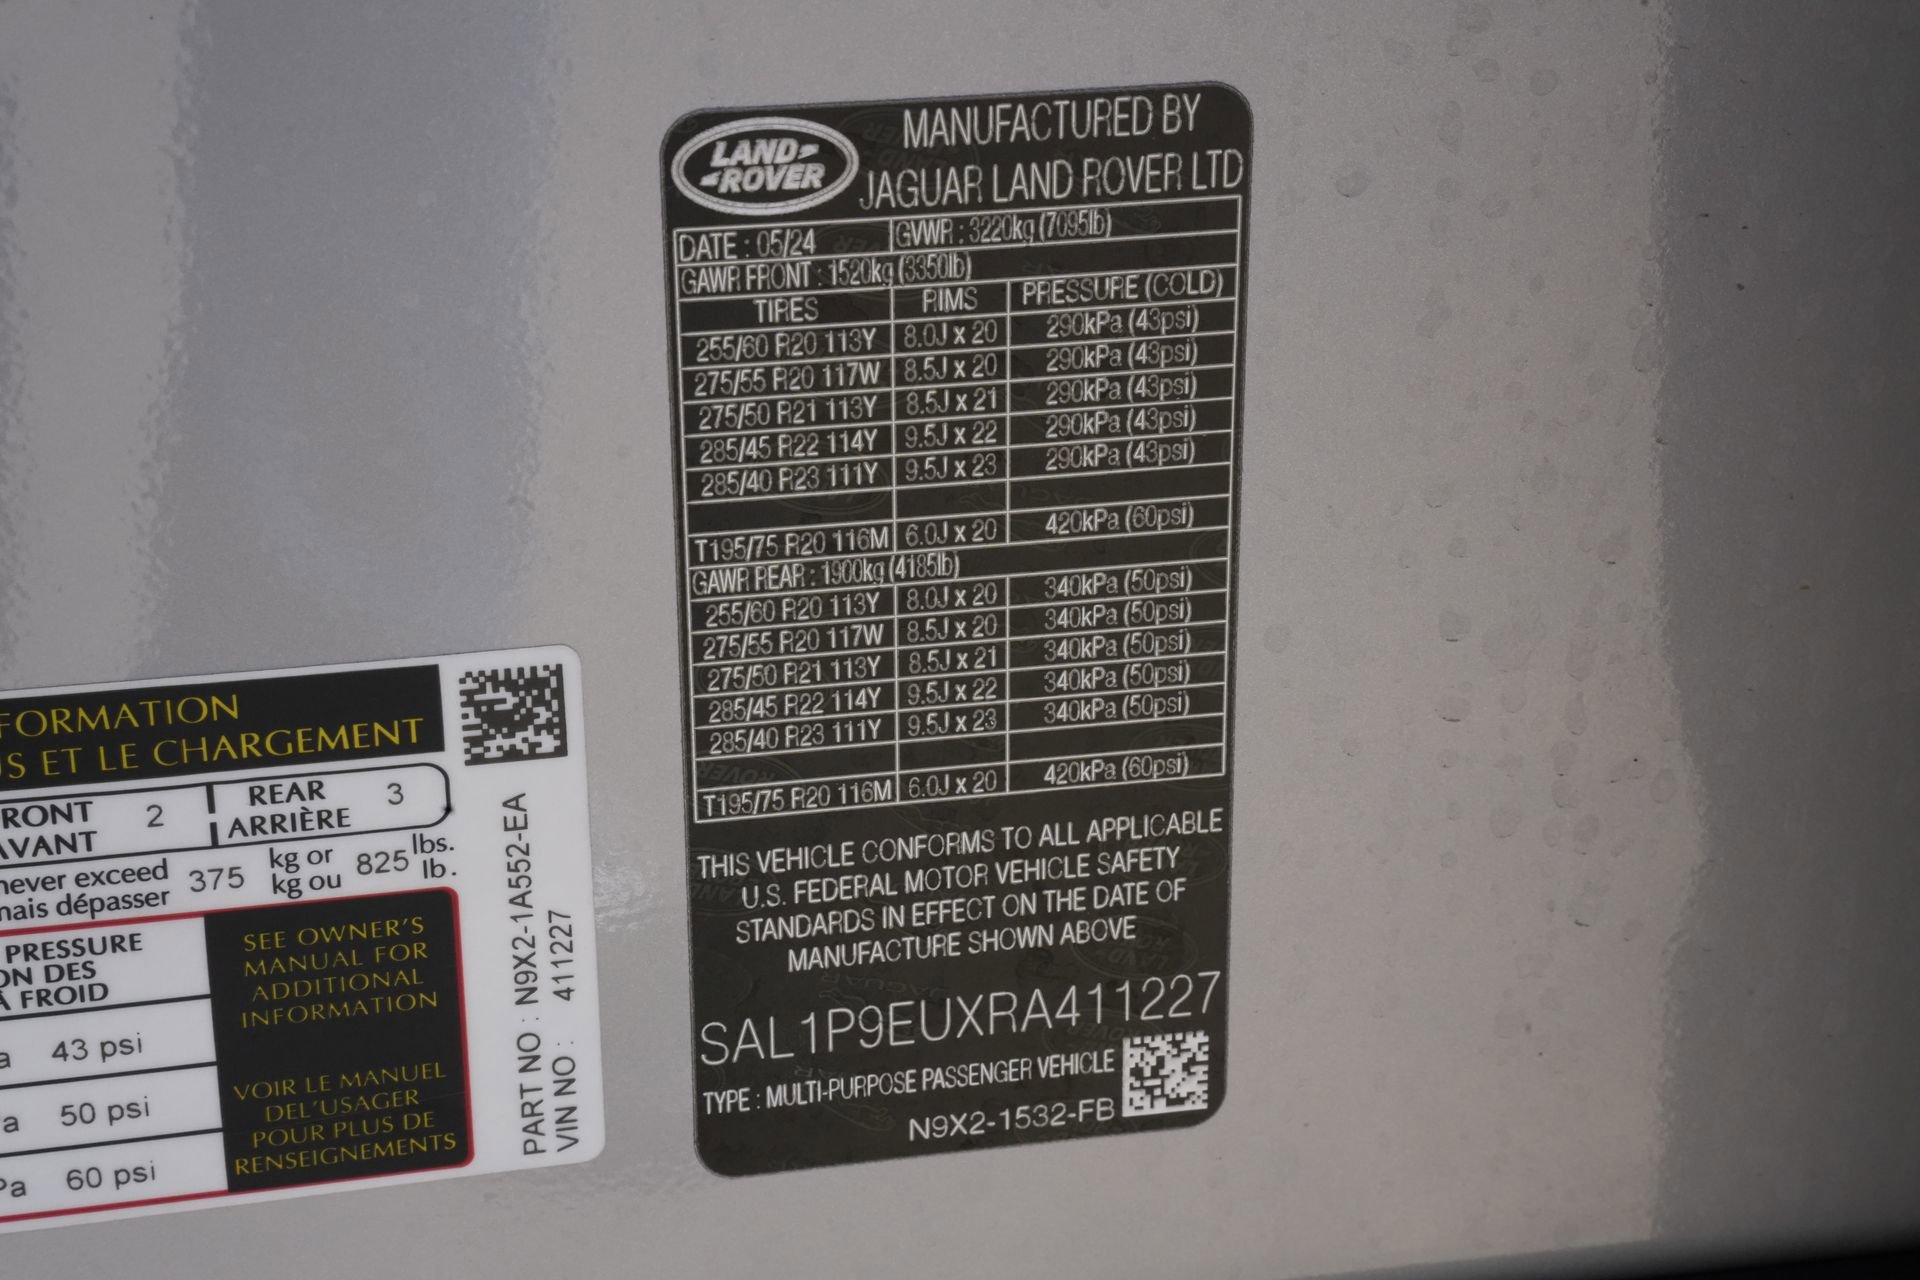 LAND
ROVER
MANUFACTURED BY
JAGUAR LAND ROVER LTD
DATE : 05/24 GVWR : 3220kg (7095lb)
GAWR FRONT : 1520kg (3350lb)
TIRES RIMS PRESSURE (COLD)
255/60 R20 113Y 8.0J x 20 290kPa (43psi)
275/55 R20 117W 8.5J x 20 290kPa (43psi)
275/50 R21 113Y 8.5J x 21 290kPa (43psi)
285/45 R22 114Y 9.5J x 22 290kPa (43psi)
285/40 R23 111Y 9.5J x 23 290kPa (43psi)
T195/75 R20 116M 6.0J x 20 420kPa (60psi)
GAWR REAR : 1900kg (4185lb)
255/60 R20 113Y 8.0J x 20 340kPa (50psi)
275/55 R20 117W 8.5J x 20 340kPa (50psi)
275/50 R21 113Y 8.5J x 21 340kPa (50psi)
285/45 R22 114Y 9.5J x 22 340kPa (50psi)
285/40 R23 111Y 9.5J x 23 340kPa (50psi)
T195/75 R20 116M 6.0J x 20 420kPa (60psi)
THIS VEHICLE CONFORMS TO ALL APPLICABLE
U.S. FEDERAL MOTOR VEHICLE SAFETY
STANDARDS IN EFFECT ON THE DATE OF
MANUFACTURE SHOWN ABOVE
SAL1P9EUXRA411227
TYPE : MULTI-PURPOSE PASSENGER VEHICLE
N9X2-1532-FB
FORMATION
US ET LE CHARGEMENT
RONT 2 REAR 3
AVANT ARRIÈRE
never exceed 375 kg or 825 lbs.
mais dépasser kg ou lb.
PRESSURE
ON DES
À FROID
a 43 psi
a 50 psi
Pa 60 psi
SEE OWNER'S
MANUAL FOR
ADDITIONAL
INFORMATION
VOIR LE MANUEL
DEL'USAGER
POUR PLUS DE
RENSEIGNEMENTS
PART NO : N9X2-1A552-EA
VIN NO : 411227